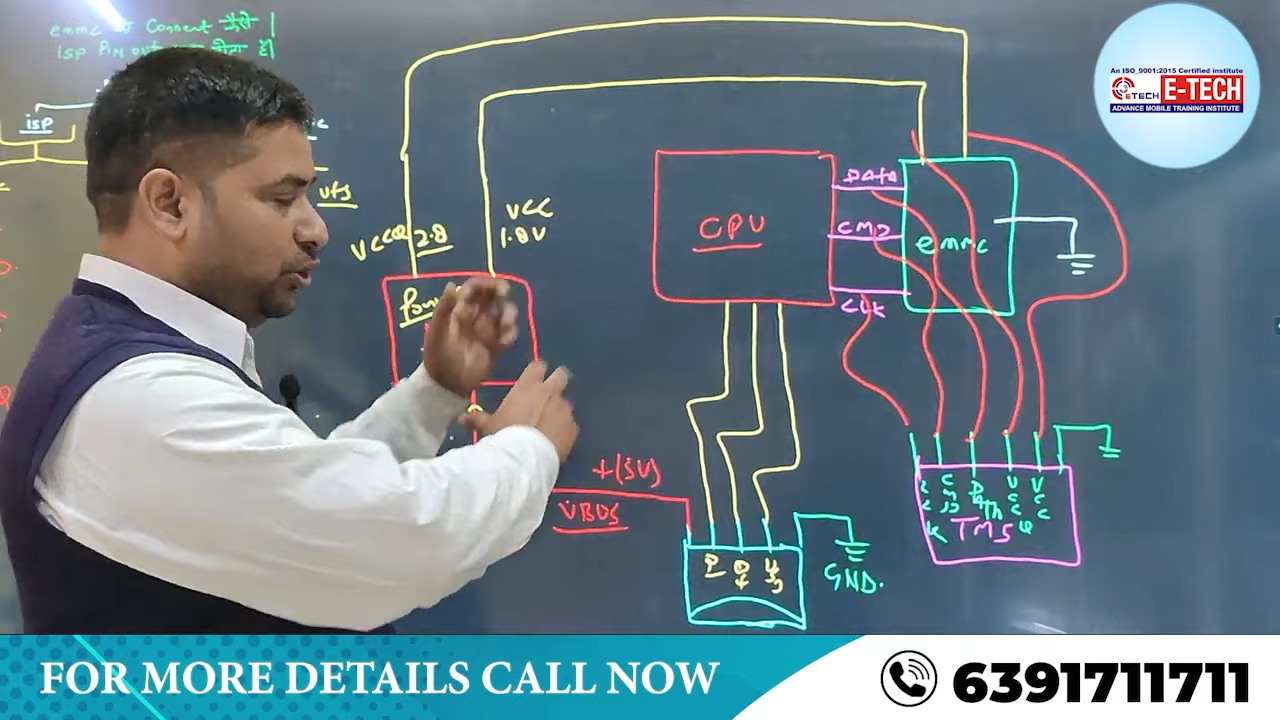 emmc से Connect कैसे |
isp PIN out होता है|
isp
ufs
VCCQ 2.8
VCC
1.8V
CPU
DATA
CMD
CLK
emmc
+(5V)
VBUS
GND.
TMS
An ISO_9001:2015 Certified institute
ETECH E-TECH
ADVANCE MOBILE TRAINING INSTITUTE
FOR MORE DETAILS CALL NOW
6391711711